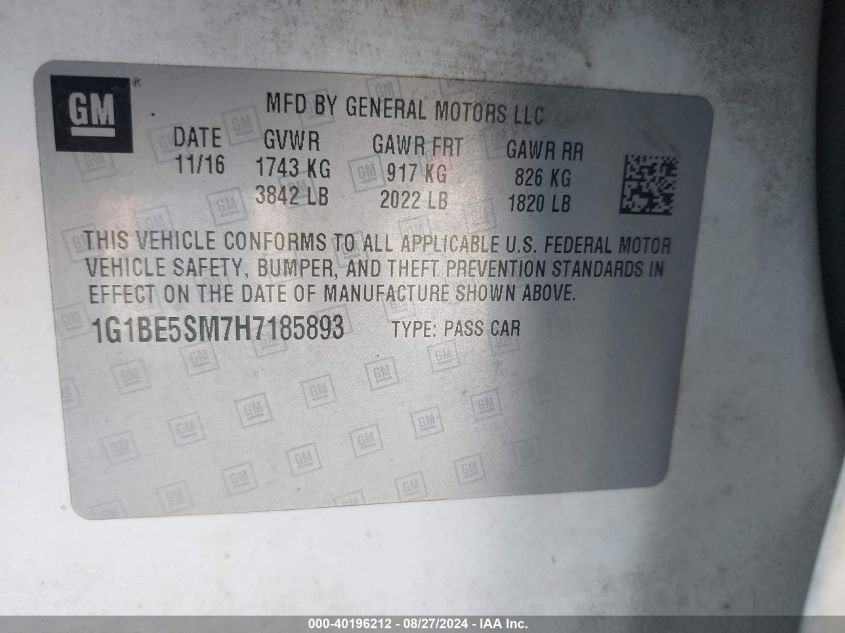 GM ®
MFD BY GENERAL MOTORS LLC
DATE GVWR GAWR FRT GAWR RR
11/16 1743 KG 917 KG 826 KG
3842 LB 2022 LB 1820 LB
THIS VEHICLE CONFORMS TO ALL APPLICABLE U.S. FEDERAL MOTOR
VEHICLE SAFETY, BUMPER, AND THEFT PREVENTION STANDARDS IN
EFFECT ON THE DATE OF MANUFACTURE SHOWN ABOVE.
1G1BE5SM7H7185893 TYPE: PASS CAR
000-40196212 - 08/27/2024 - IAA Inc.